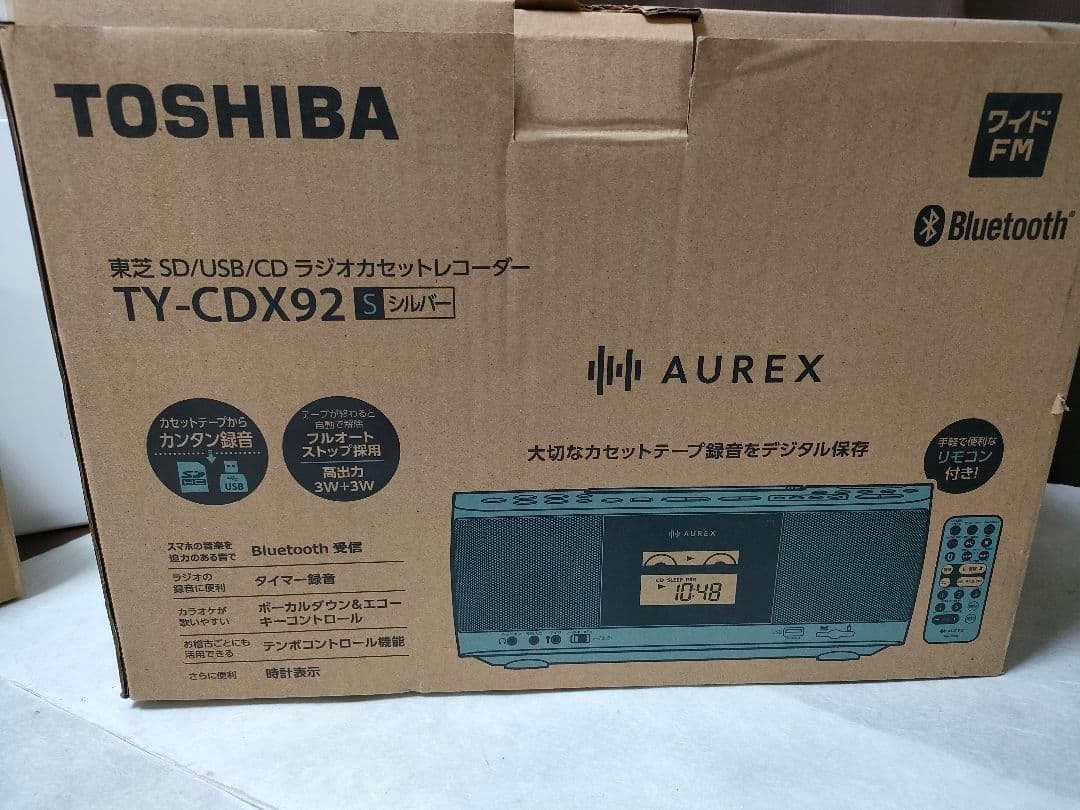 TOSHIBA
ワイド
FM
Bluetooth®
東芝 SD/USB/CD ラジオカセットレコーダー
TY-CDX92 S シルバー
AUREX
カセットテープから
カンタン録音
SD
HC
USB
テープが終わると
自動で解除
フルオート
ストップ採用
高出力
3W+3W
大切なカセットテープ録音をデジタル保存
手軽で便利な
リモコン
付き!
スマホの音楽を
迫力のある音で
Bluetooth 受信
ラジオの
録音に便利
タイマー録音
カラオケが
歌いやすい
ボーカルダウン&エコー
キーコントロール
お稽古ごとにも
活用できる
テンポコントロール機能
さらに便利
時計表示
AUREX
CD SLEEP
10:48
USB
AUREX